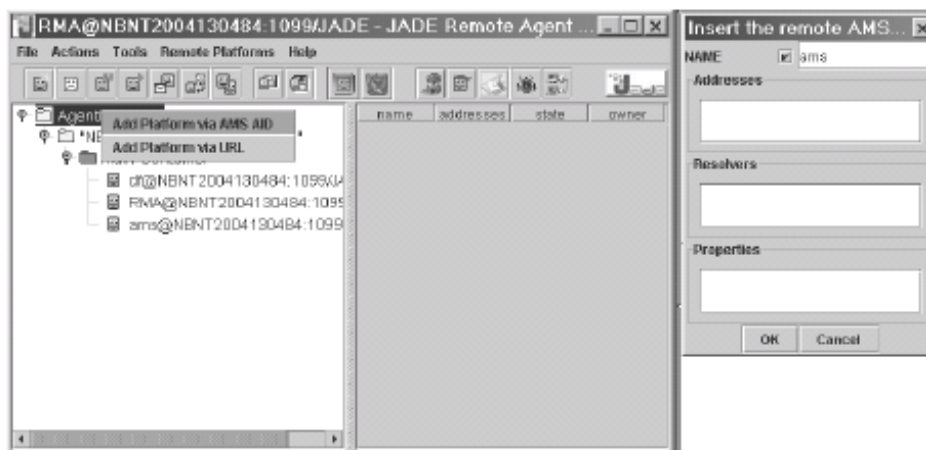 RMA@NBNT2004130484:1099/JADE - JADE Remote Agent ...
File Actions Tools Remote Platforms Help
name addresses state owner
Agent
Add Platform via AMS AID
"NB
Add Platform via URL
Container
df@NBNT2004130484:1099/JA
RMA@NBNT2004130484:1099
ams@NBNT2004130484:1099
Insert the remote AMS...
NAME ams
Addresses
Resolvers
Properties
OK Cancel